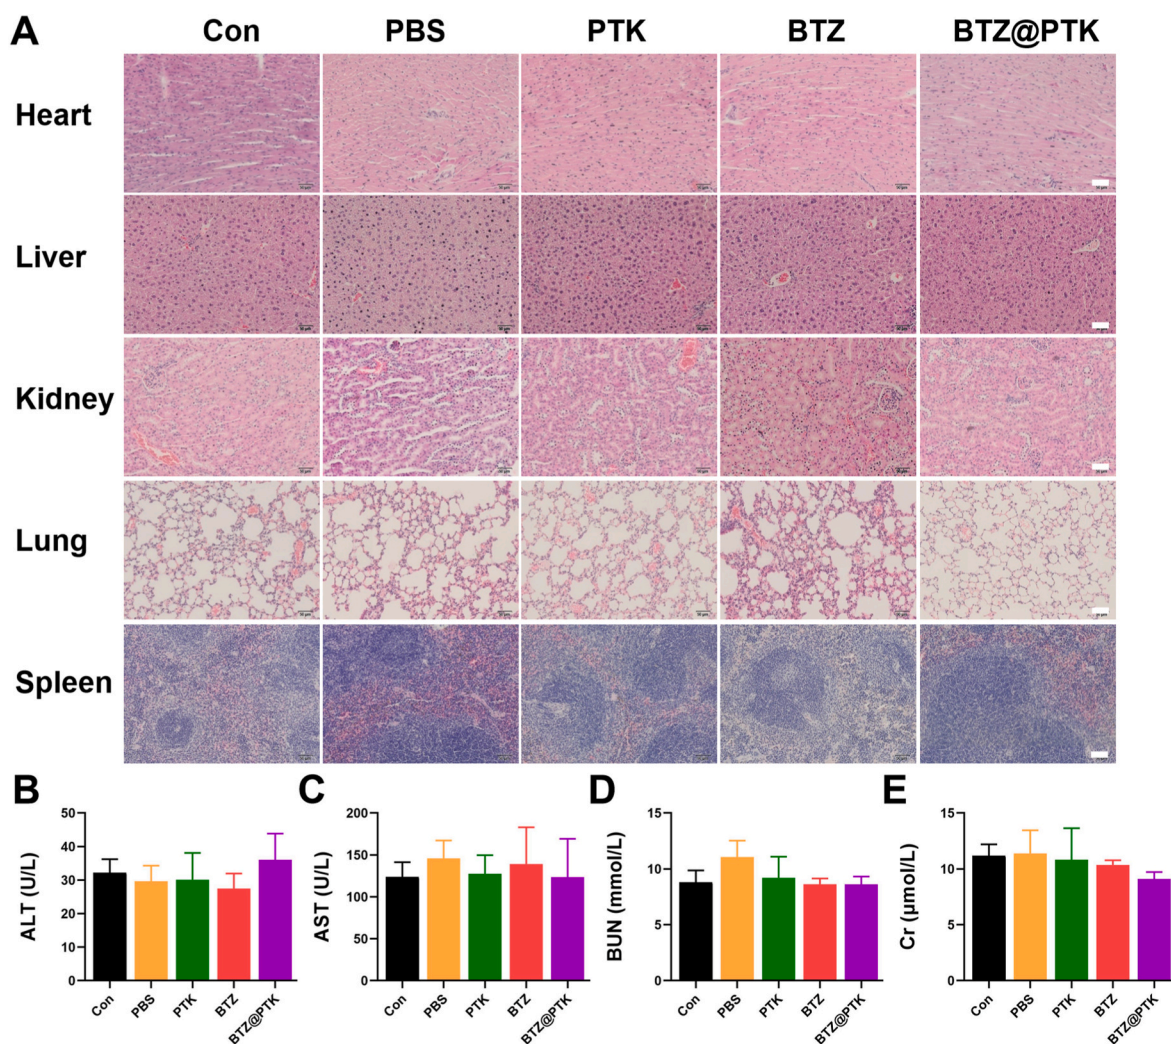 A Con PBS PTK BTZ BTZ@PTK
Heart
Liver
Kidney
Lung
Spleen
B
ALT (U/L)
50
40
30
20
10
0
Con PBS PTK BTZ BTZ@PTK
C
AST (U/L)
200
150
100
50
0
Con PBS PTK BTZ BTZ@PTK
D
BUN (mmol/L)
15
10
5
0
Con PBS PTK BTZ BTZ@PTK
E
Cr (μmol/L)
15
10
5
0
Con PBS PTK BTZ BTZ@PTK